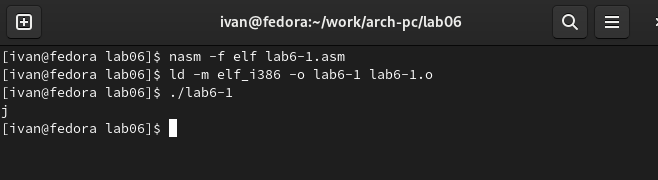 ivan@fedora:~/work/arch-pc/lab06
[ivan@fedora lab06]$ nasm -f elf lab6-1.asm
[ivan@fedora lab06]$ ld -m elf_i386 -o lab6-1 lab6-1.o
[ivan@fedora lab06]$ ./lab6-1
j
[ivan@fedora lab06]$